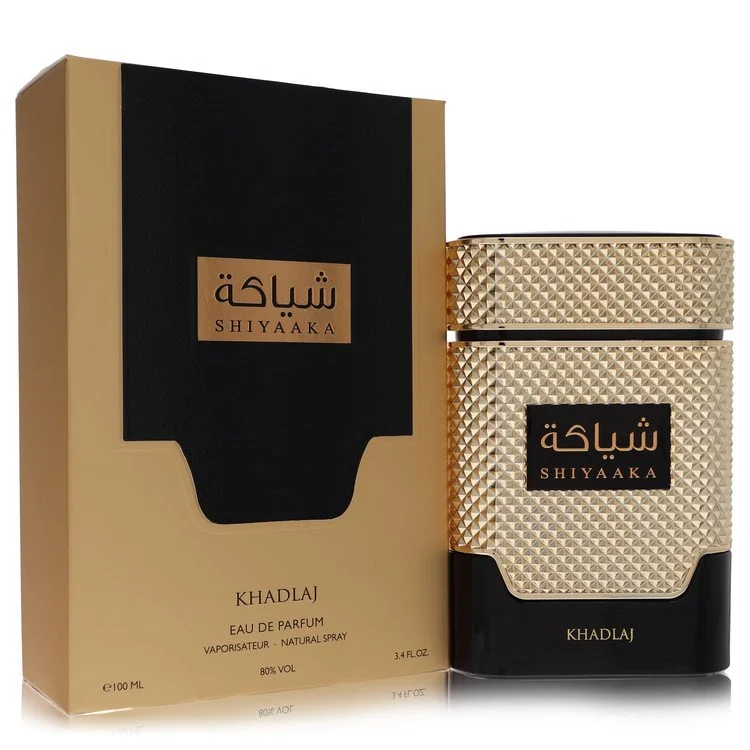 شياكة
SHIYAAKA
KHADLAJ
EAU DE PARFUM
VAPORISATEUR - NATURAL SPRAY
80% VOL
℮100 ML
3.4 FL.OZ.
شياكة
SHIYAAKA
KHADLAJ